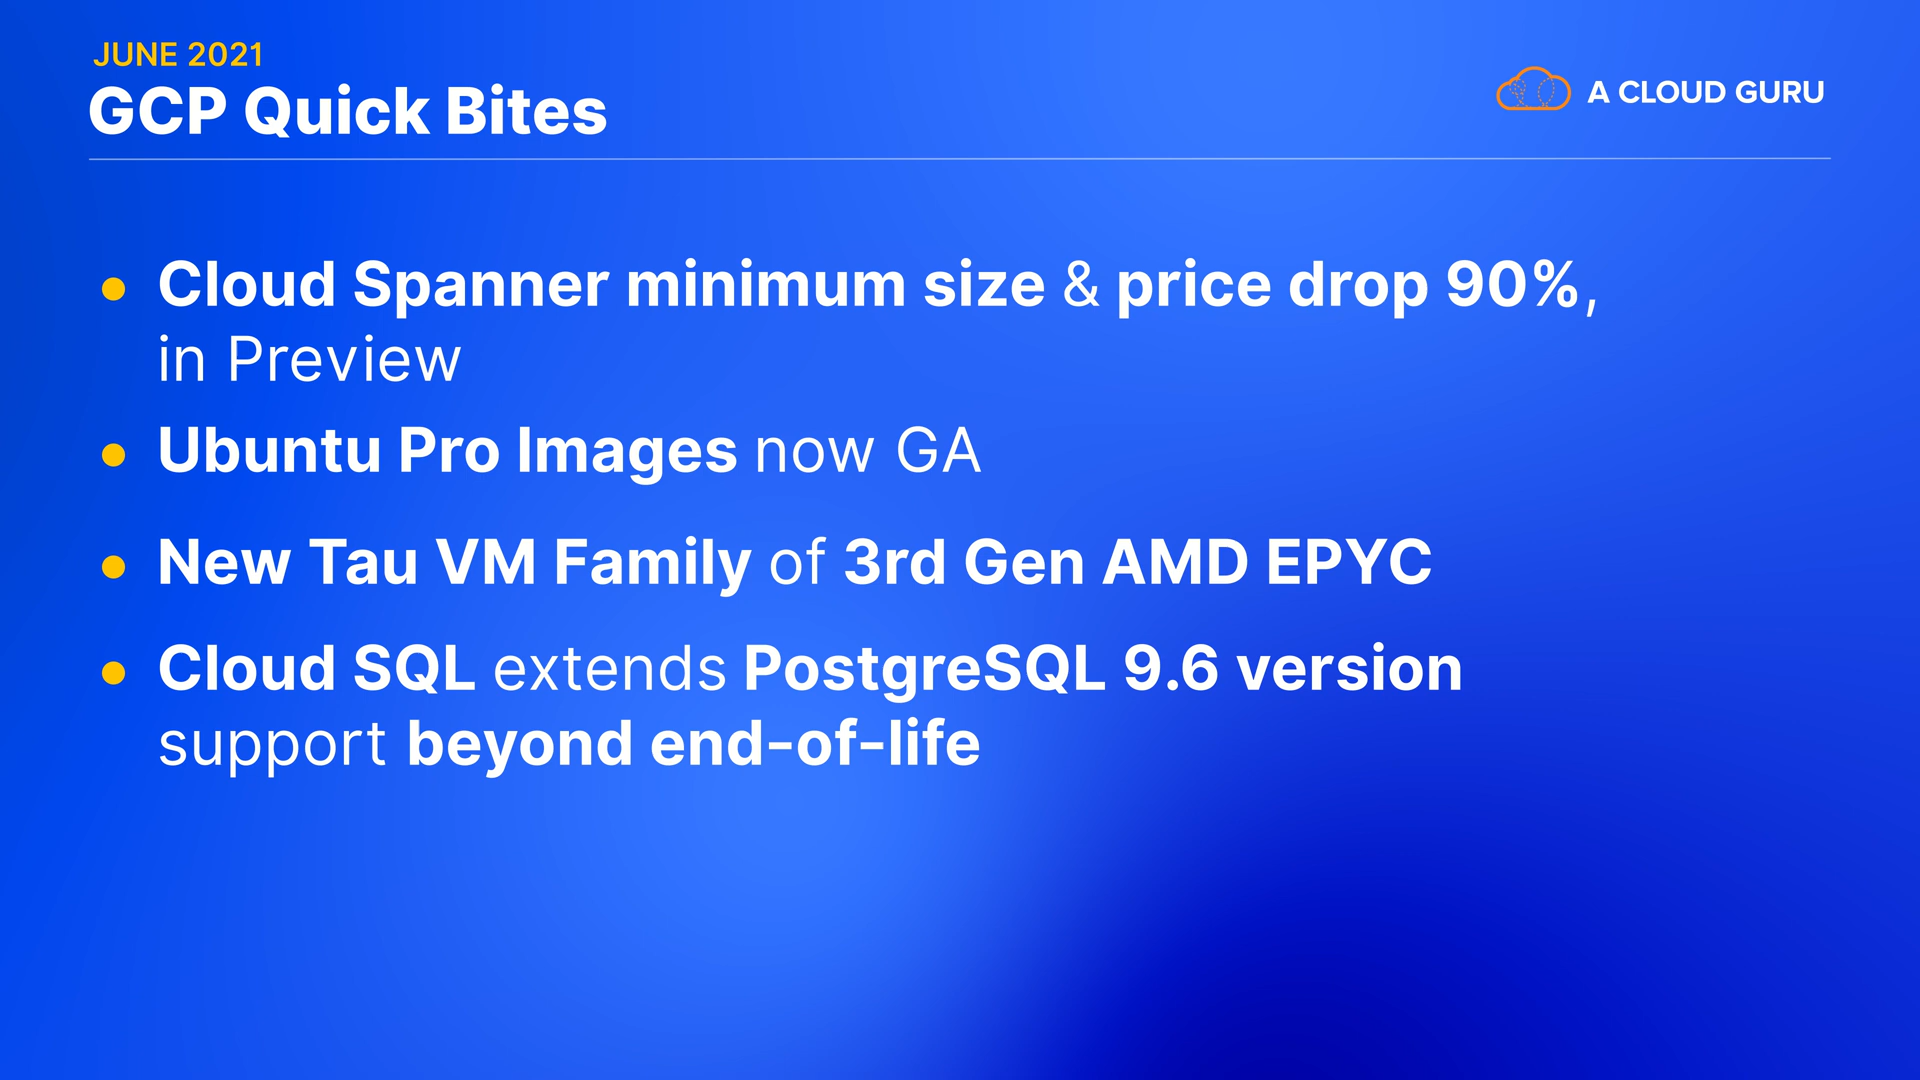 JUNE 2021
GCP Quick Bites
A CLOUD GURU
• Cloud Spanner minimum size & price drop 90%,
in Preview
• Ubuntu Pro Images now GA
• New Tau VM Family of 3rd Gen AMD EPYC
• Cloud SQL extends PostgreSQL 9.6 version
support beyond end-of-life